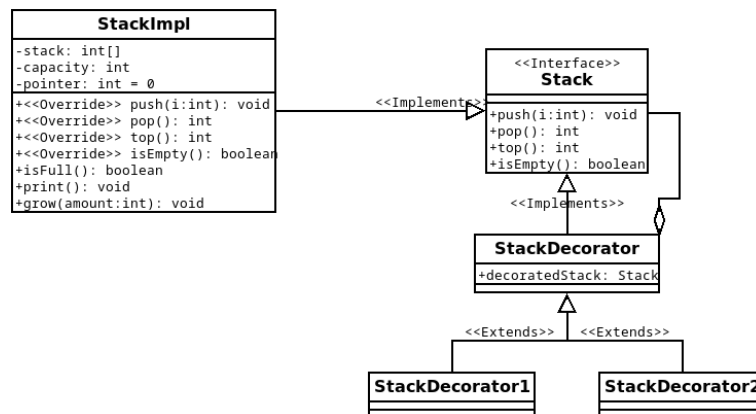 StackImpl
-stack: int[]
-capacity: int
-pointer: int = 0
+<<Override>> push(i:int): void
+<<Override>> pop(): int
+<<Override>> top(): int
+<<Override>> isEmpty(): boolean
+isFull(): boolean
+print(): void
+grow(amount:int): void
<<Implements>>
<<Interface>>
Stack
+push(i:int): void
+pop(): int
+top(): int
+isEmpty(): boolean
<<Implements>>
StackDecorator
+decoratedStack: Stack
<<Extends>>
<<Extends>>
StackDecorator1
StackDecorator2